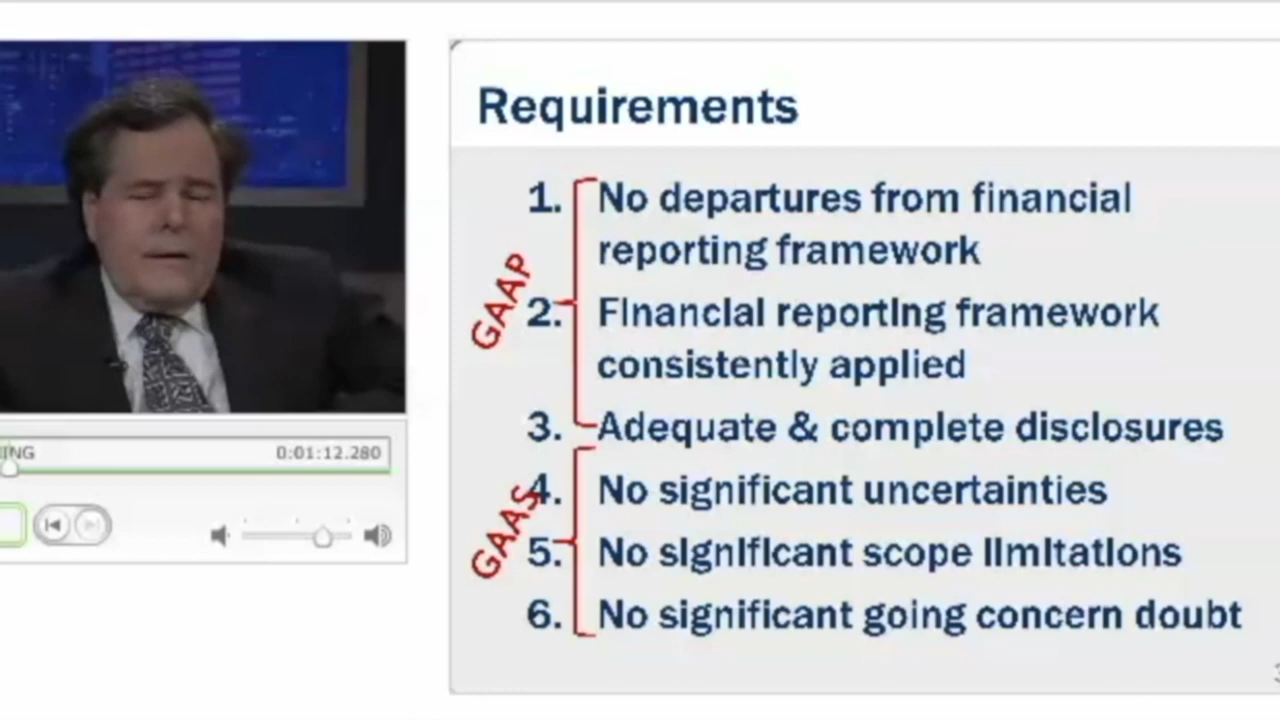 ING
0:01:12.280
Requirements
1. No departures from financial
reporting framework
2. Financial reporting framework
consistently applied
3. Adequate & complete disclosures
4. No significant uncertainties
5. No significant scope limitations
6. No significant going concern doubt
GAAP
GAAS
3